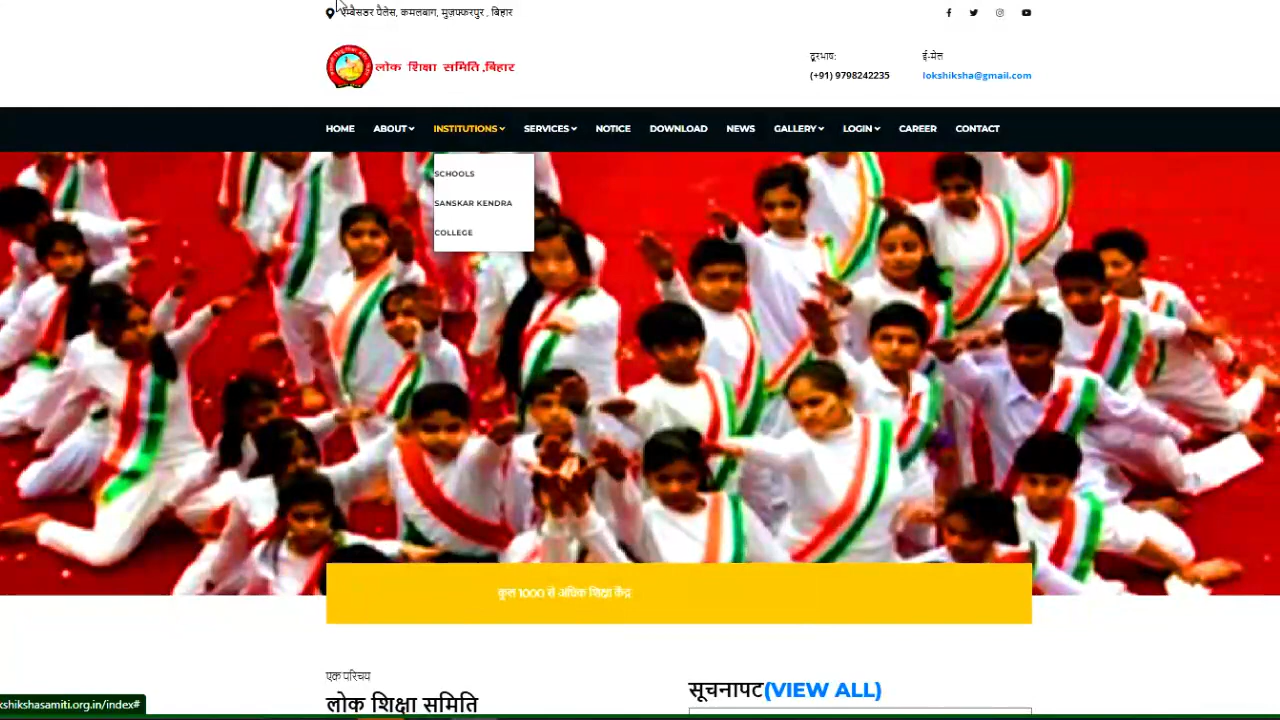 एम्बैसडर पैलेस, कमलबाग, मुज़फ्फरपुर , बिहार
लोक शिक्षा समिति,बिहार
दूरभाष:
(+91) 9798242235
ई-मेल
lokshiksha@gmail.com
HOME ABOUT INSTITUTIONS SERVICES NOTICE DOWNLOAD NEWS GALLERY LOGIN CAREER CONTACT
SCHOOLS
SANSKAR KENDRA
COLLEGE
कुल 1000 से अधिक शिक्षा केंद्र
एक परिचय
लोक शिक्षा समिति
सूचनापट(VIEW ALL)
kshikshasamiti.org.in/index#